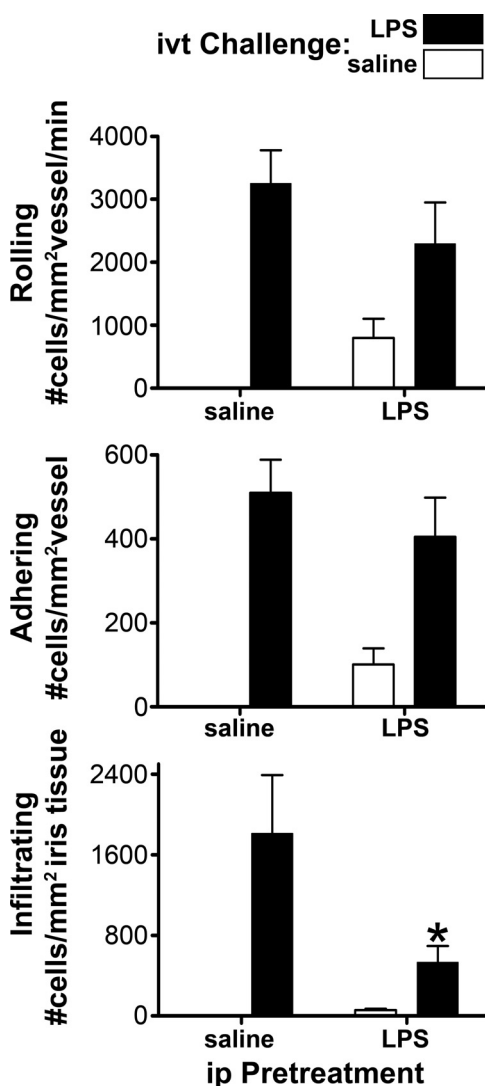 ivt Challenge: LPS
saline
Rolling
#cells/mm²vessel/min
4000
3000
2000
1000
0
saline LPS
Adhering
#cells/mm²vessel
600
400
200
0
saline LPS
Infiltrating
#cells/mm² iris tissue
2400
1600
800
0
*
saline LPS
ip Pretreatment